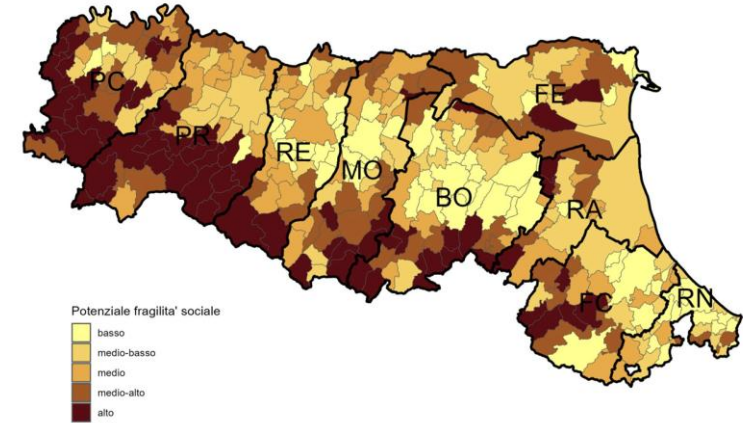 PC
PR
RE
MO
BO
FE
RA
FC
RN
Potenziale fragilita' sociale
basso
medio-basso
medio
medio-alto
alto